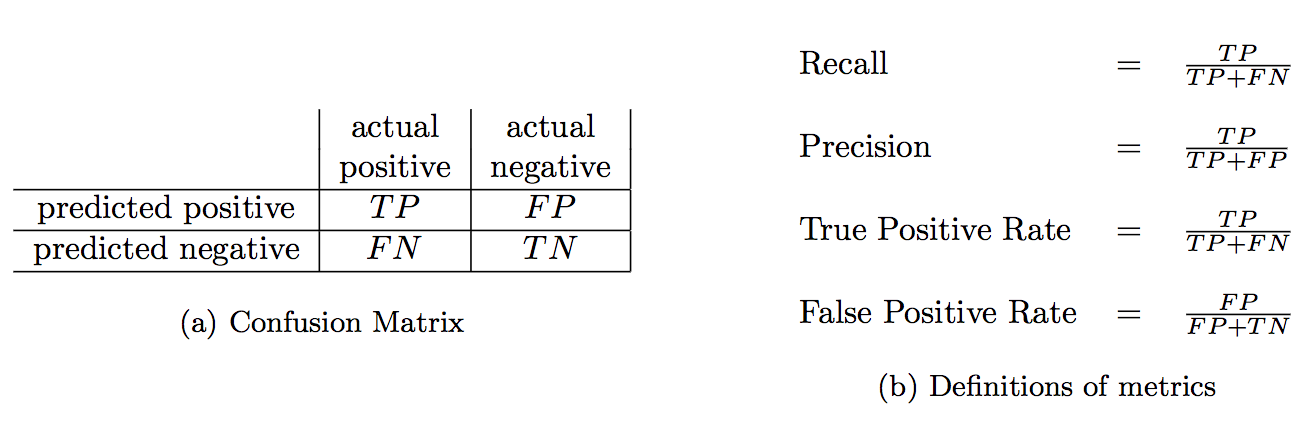 actual actual
positive negative
predicted positive TP FP
predicted negative FN TN
(a) Confusion Matrix
Recall = TP/TP+FN
Precision = TP/TP+FP
True Positive Rate = TP/TP+FN
False Positive Rate = FP/FP+TN
(b) Definitions of metrics